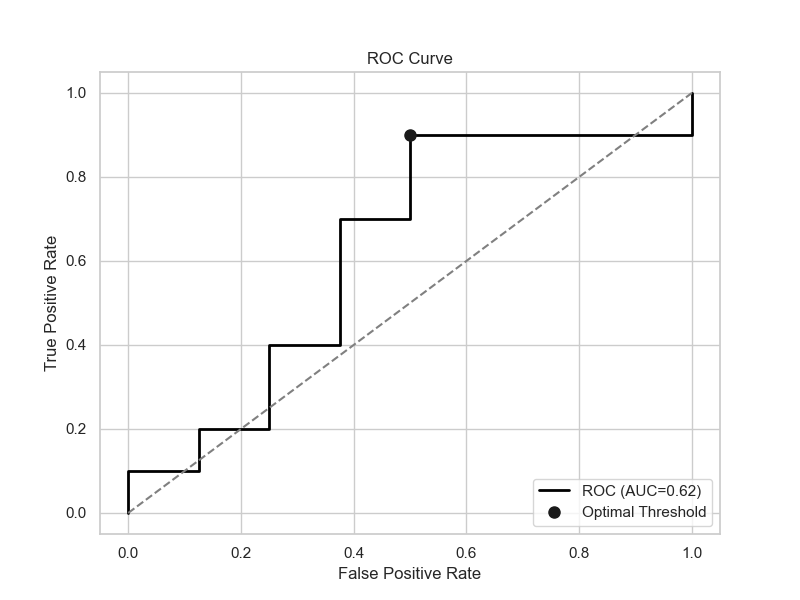 ROC Curve
1.0
0.8
0.6
0.4
0.2
0.0
True Positive Rate
0.0 0.2 0.4 0.6 0.8 1.0
False Positive Rate
ROC (AUC=0.62)
Optimal Threshold